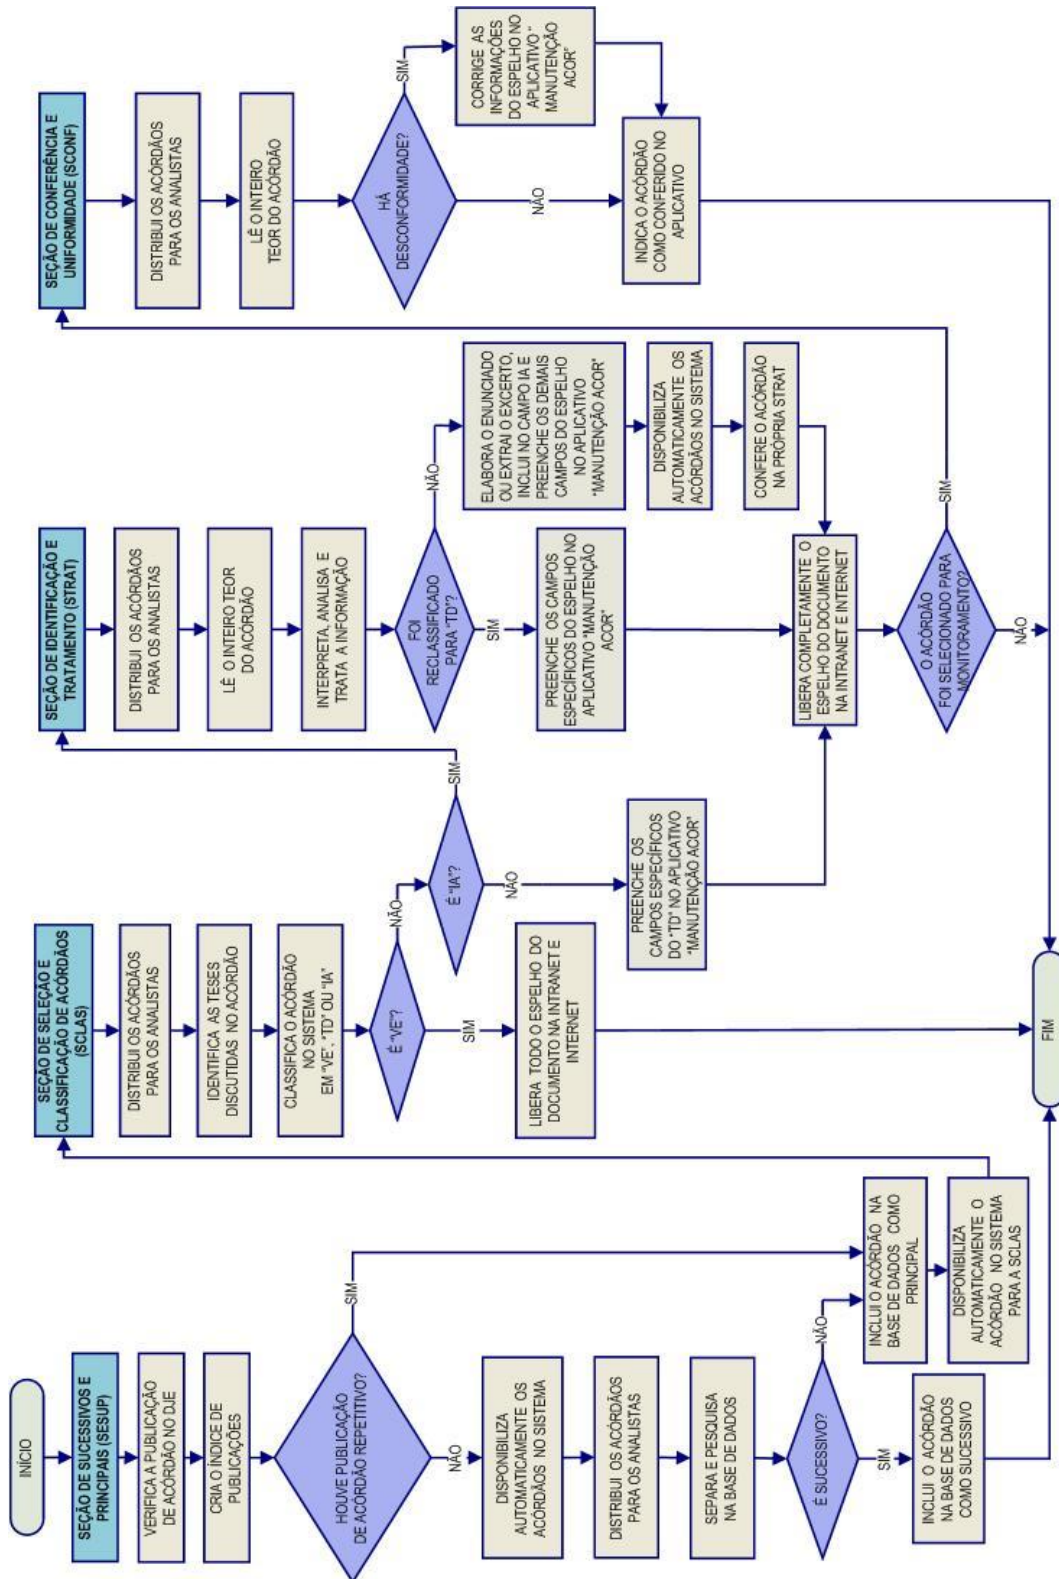 INÍCIO
SEÇÃO DE SUCESSIVOS E
PRINCIPAIS (SESUP)
VERIFICA A PUBLICAÇÃO
DE ACÓRDÃO NO DJE
CRIA O ÍNDICE DE
PUBLICAÇÕES
HOUVE PUBLICAÇÃO
DE ACÓRDÃO REPETITIVO?
SIM
NÃO
DISPONIBILIZA
AUTOMATICAMENTE OS
ACÓRDÃOS NO SISTEMA
DISTRIBUI OS ACÓRDÃOS
PARA OS ANALISTAS
SEPARA E PESQUISA
NA BASE DE DADOS
É SUCESSIVO?
NÃO
SIM
INCLUI O ACÓRDÃO
NA BASE DE DADOS
COMO SUCESSIVO
INCLUI O ACÓRDÃO NA
BASE DE DADOS COMO
PRINCIPAL
DISPONIBILIZA
AUTOMATICAMENTE O
ACÓRDÃO NO SISTEMA
PARA A SCLAS
SEÇÃO DE SELEÇÃO E
CLASSIFICAÇÃO DE ACÓRDÃOS
(SCLAS)
DISTRIBUI OS ACÓRDÃOS
PARA OS ANALISTAS
IDENTIFICA AS TESES
DISCUTIDAS NO ACÓRDÃO
CLASSIFICA O ACÓRDÃO
NO SISTEMA
EM "VE", "TD" OU "IA"
É "VE"?
NÃO
SIM
LIBERA TODO O ESPELHO DO
DOCUMENTO NA INTRANET E
INTERNET
É "IA"?
SIM
NÃO
PREENCHE OS
CAMPOS ESPECÍFICOS
DO "TD" NO APLICATIVO
"MANUTENÇÃO ACOR"
SEÇÃO DE IDENTIFICAÇÃO E
TRATAMENTO (STRAT)
DISTRIBUI OS ACÓRDÃOS
PARA OS ANALISTAS
LÊ O INTEIRO TEOR
DO ACÓRDÃO
INTERPRETA, ANALISA E
TRATA A INFORMAÇÃO
FOI
RECLASSIFICADO
PARA "TD"?
NÃO
SIM
PREENCHE OS CAMPOS
ESPECÍFICOS DO ESPELHO NO
APLICATIVO "MANUTENÇÃO
ACOR"
ELABORA O ENUNCIADO
OU EXTRAI O EXCERTO,
INCLUI NO CAMPO IA E
PREENCHE OS DEMAIS
CAMPOS DO ESPELHO
NO APLICATIVO
"MANUTENÇÃO ACOR"
DISPONIBILIZA
AUTOMATICAMENTE OS
ACÓRDÃOS NO SISTEMA
CONFERE O ACÓRDÃO
NA PRÓPRIA STRAT
LIBERA COMPLETAMENTE O
ESPELHO DO DOCUMENTO
NA INTRANET E INTERNET
O ACÓRDÃO
FOI SELECIONADO PARA
MONITORAMENTO?
SIM
NÃO
SEÇÃO DE CONFERÊNCIA E
UNIFORMIDADE (SCONF)
DISTRIBUI OS ACÓRDÃOS
PARA OS ANALISTAS
LÊ O INTEIRO
TEOR DO ACÓRDÃO
HÁ
DESCONFORMIDADE?
SIM
NÃO
CORRIGE AS
INFORMAÇÕES
DO ESPELHO NO
APLICATIVO "
MANUTENÇÃO
ACOR"
INDICA O ACÓRDÃO
COMO CONFERIDO NO
APLICATIVO
FIM